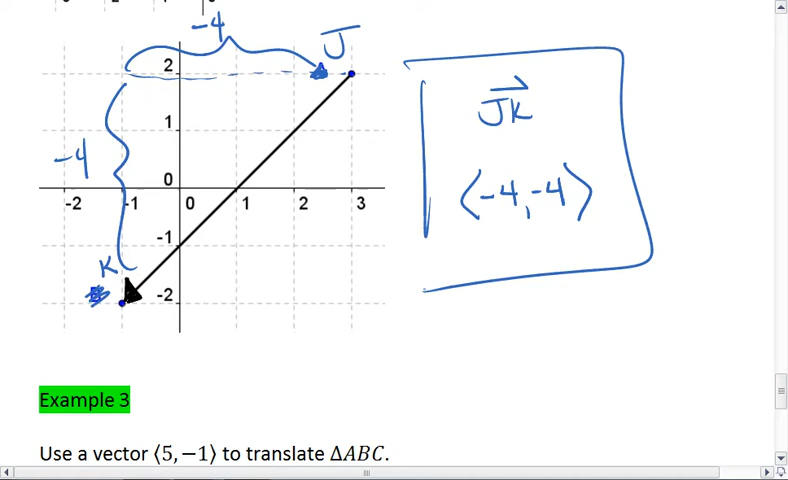 -4
J
2
1
-4
0
-2 -1 0 1 2 3
-1
K
-2
JK
⟨-4,-4⟩
Example 3
Use a vector ⟨5, −1⟩ to translate ΔABC.